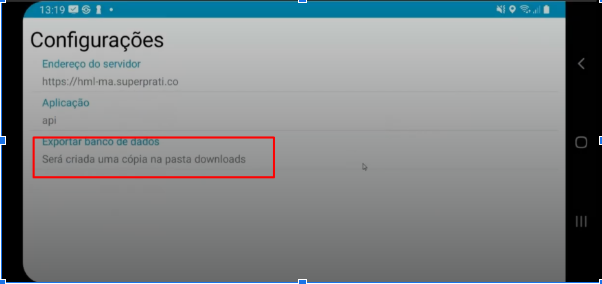 13:19
Configurações
Endereço do servidor
https://hml-ma.superprati.co
Aplicação
api
Exportar banco de dados
Será criada uma cópia na pasta downloads